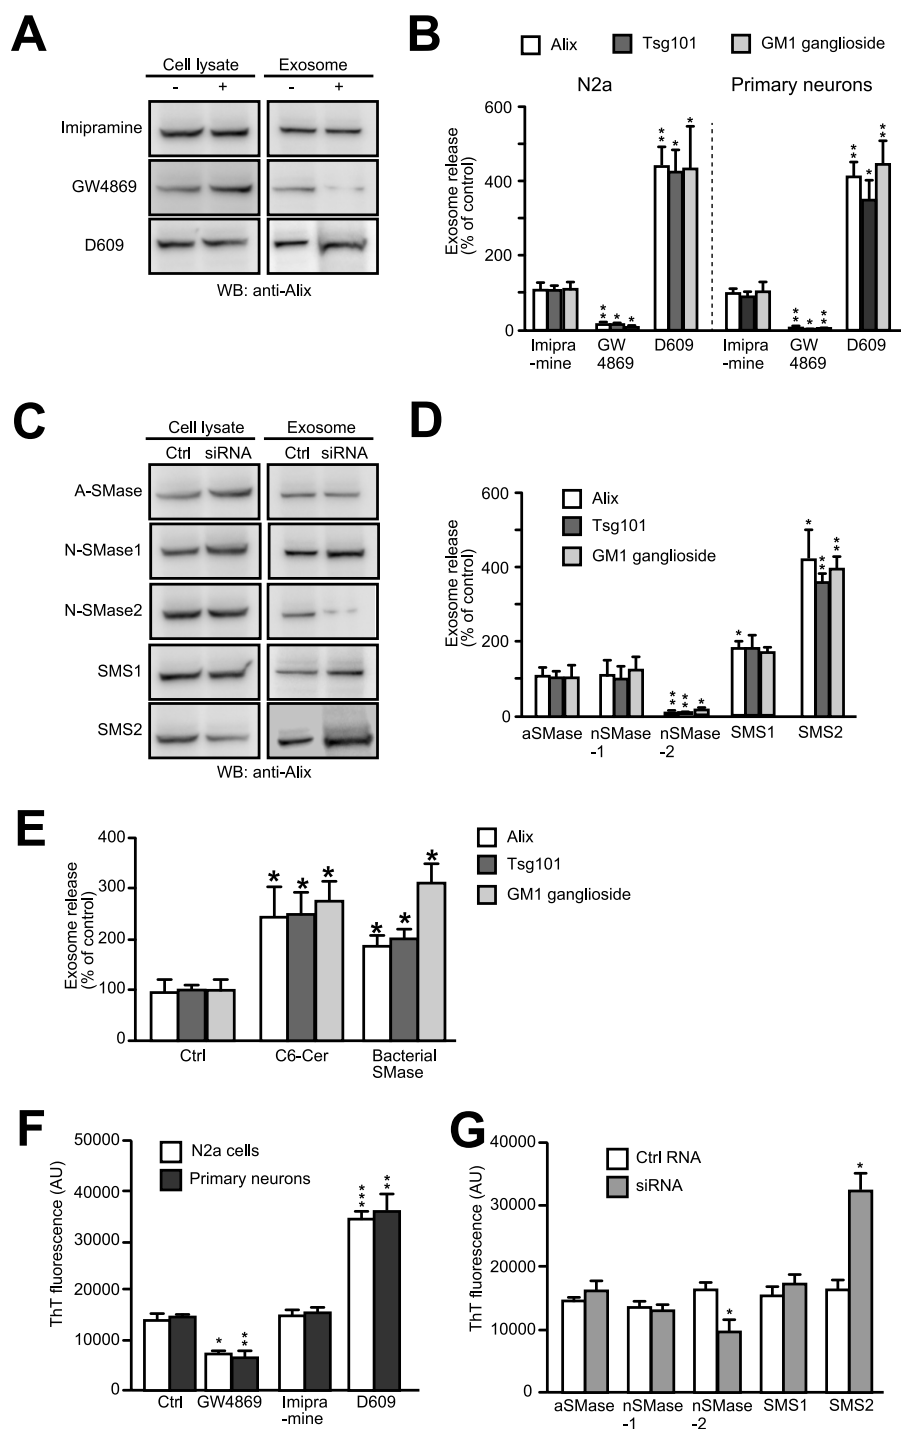 A
Cell lysate Exosome
- + - +
Imipramine
GW4869
D609
WB: anti-Alix
B
Alix Tsg101 GM1 ganglioside
N2a Primary neurons
Exosome release
(% of control)
600
400
200
0
* * * * * * * * * * * * * * * *
Imipra
-mine
GW
4869
D609
Imipra
-mine
GW
4869
D609
C
Cell lysate Exosome
Ctrl siRNA Ctrl siRNA
A-SMase
N-SMase1
N-SMase2
SMS1
SMS2
WB: anti-Alix
D
Alix
Tsg101
GM1 ganglioside
Exosome release
(% of control)
600
400
200
0
* * * * * * * * * * *
aSMase
nSMase
-1
nSMase
-2
SMS1
SMS2
E
Alix
Tsg101
GM1 ganglioside
Exosome release
(% of control)
400
300
200
100
0
* * * * * *
Ctrl
C6-Cer
Bacterial
SMase
F
N2a cells
Primary neurons
ThT fluorescence (AU)
50000
40000
30000
20000
10000
0
* ** *** **
Ctrl
GW4869
Imipra
-mine
D609
G
Ctrl RNA
siRNA
ThT fluorescence (AU)
40000
30000
20000
10000
0
* *
aSMase
nSMase
-1
nSMase
-2
SMS1
SMS2